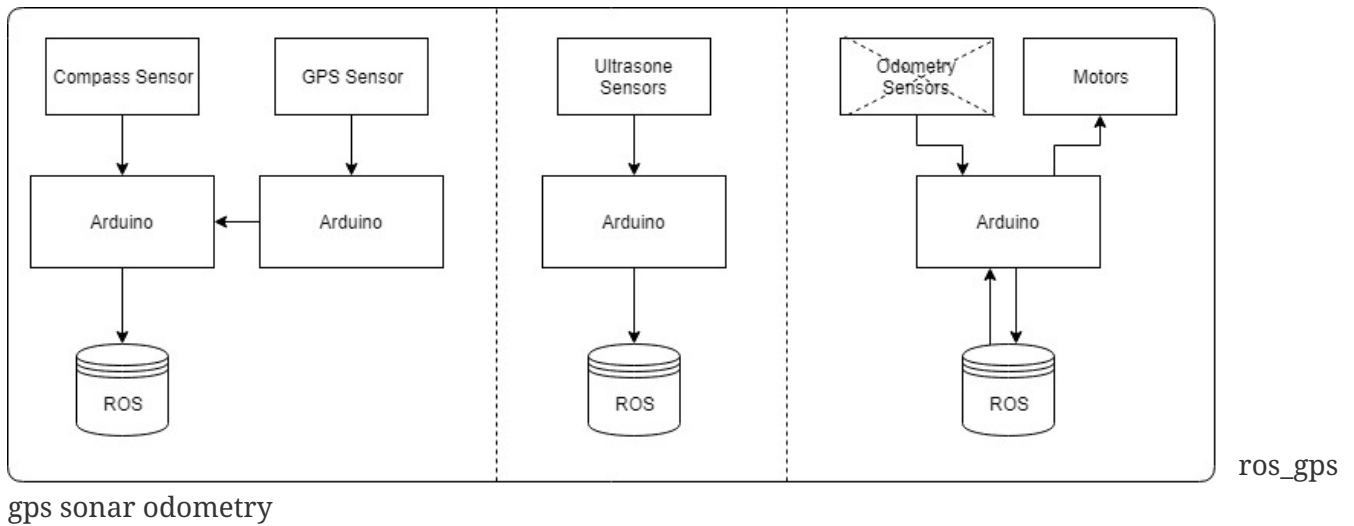 Compass Sensor
GPS Sensor
Ultrasone
Sensors
Odometry
Sensors
Motors
Arduino
Arduino
Arduino
Arduino
ROS
ROS
ROS
ros_gps
gps sonar odometry